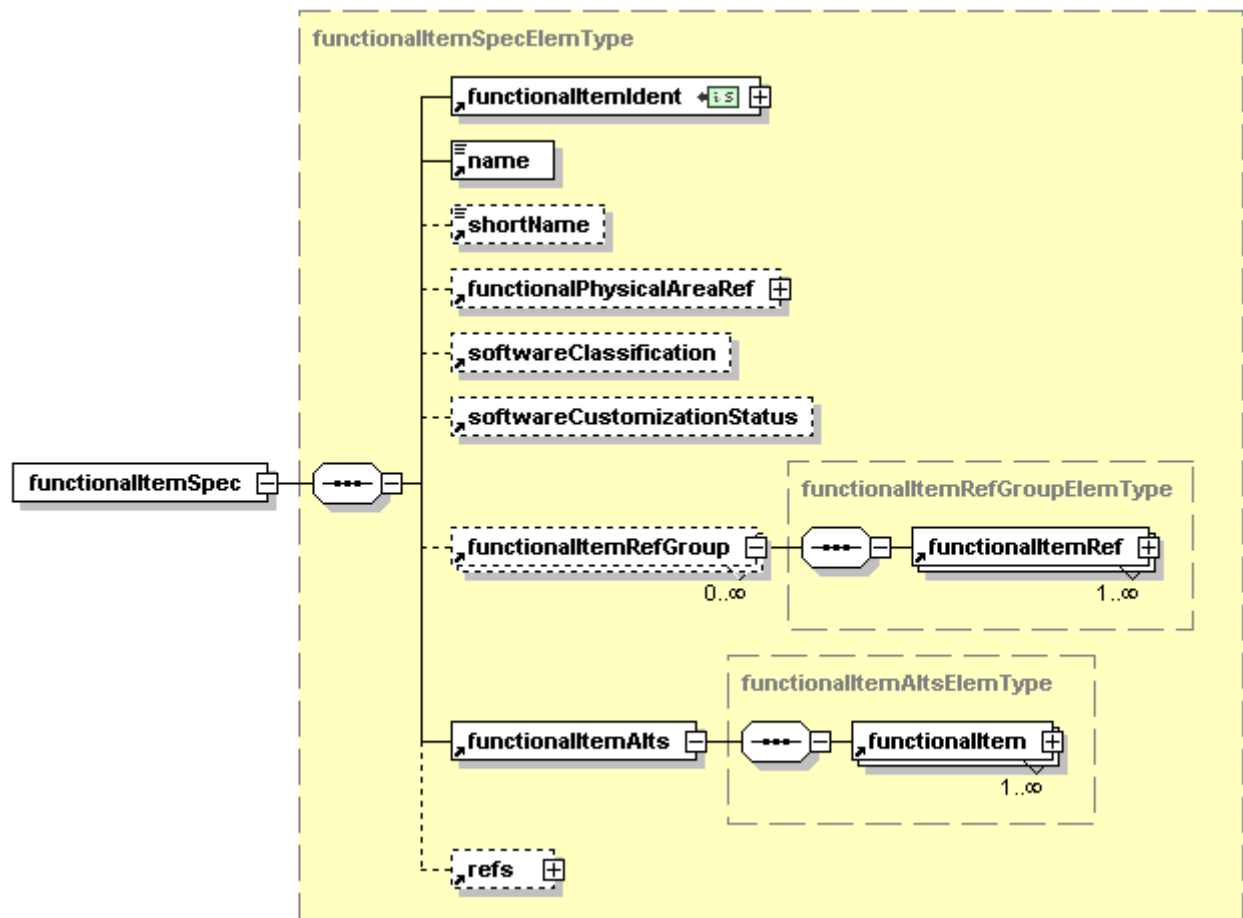 functionalItemSpecElemType
functionalItemIdent
name
shortName
functionalPhysicalAreaRef
softwareClassification
softwareCustomizationStatus
functionalItemSpec
functionalItemRefGroupElemType
functionalItemRefGroup
functionalItemRef
0..∞
1..∞
functionalItemAltsElemType
functionalItemAlts
functionalItem
1..∞
refs